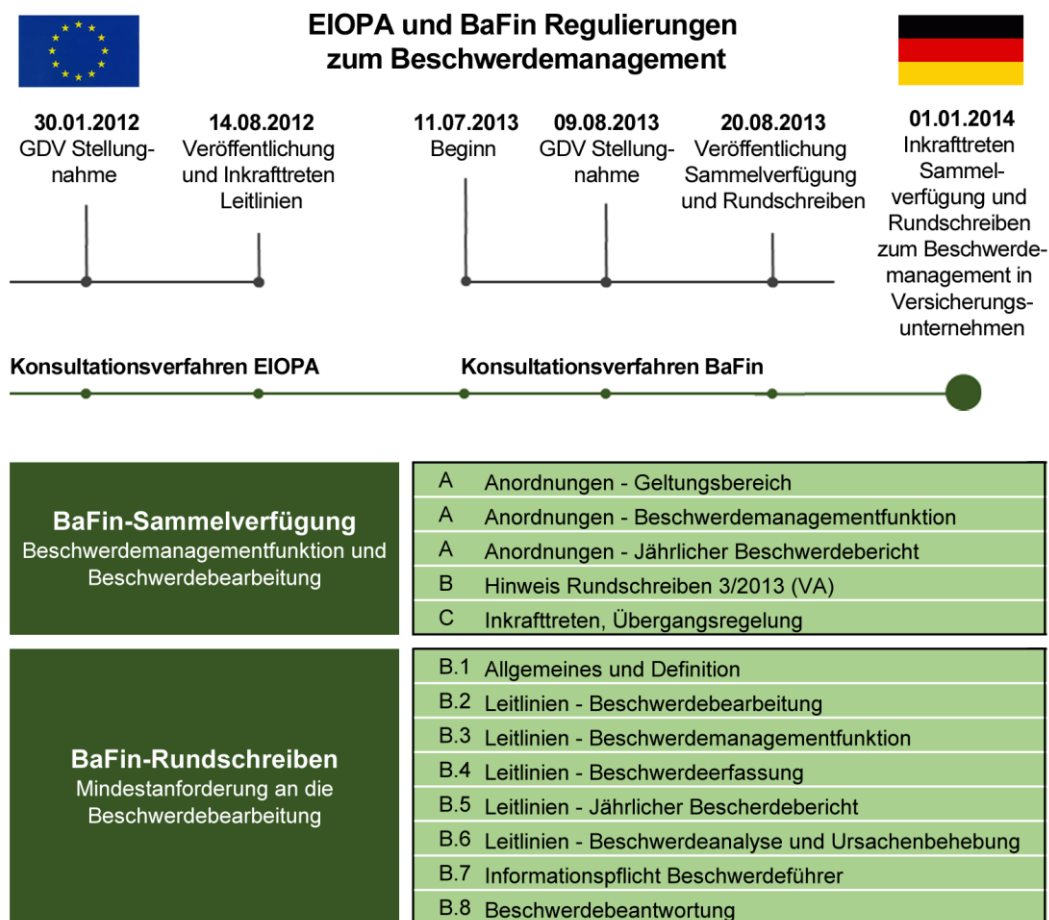 EIOPA und BaFin Regulierungen
zum Beschwerdemanagement
30.01.2012
GDV Stellung-
nahme
14.08.2012
Veröffentlichung
und Inkrafttreten
Leitlinien
11.07.2013
Beginn
09.08.2013
GDV Stellung-
nahme
20.08.2013
Veröffentlichung
Sammelverfügung
und Rundschreiben
01.01.2014
Inkrafttreten
Sammel-
verfügung und
Rundschreiben
zum Beschwerde-
management in
Versicherungs-
unternehmen
Konsultationsverfahren EIOPA
Konsultationsverfahren BaFin
BaFin-Sammelverfügung
Beschwerdemanagementfunktion und
Beschwerdebearbeitung
A Anordnungen - Geltungsbereich
A Anordnungen - Beschwerdemanagementfunktion
A Anordnungen - Jährlicher Beschwerdebericht
B Hinweis Rundschreiben 3/2013 (VA)
C Inkrafttreten, Übergangsregelung
BaFin-Rundschreiben
Mindestanforderung an die
Beschwerdebearbeitung
B.1 Allgemeines und Definition
B.2 Leitlinien - Beschwerdebearbeitung
B.3 Leitlinien - Beschwerdemanagementfunktion
B.4 Leitlinien - Beschwerdeerfassung
B.5 Leitlinien - Jährlicher Bescherdebericht
B.6 Leitlinien - Beschwerdeanalyse und Ursachenbehebung
B.7 Informationspflicht Beschwerdeführer
B.8 Beschwerdebeantwortung